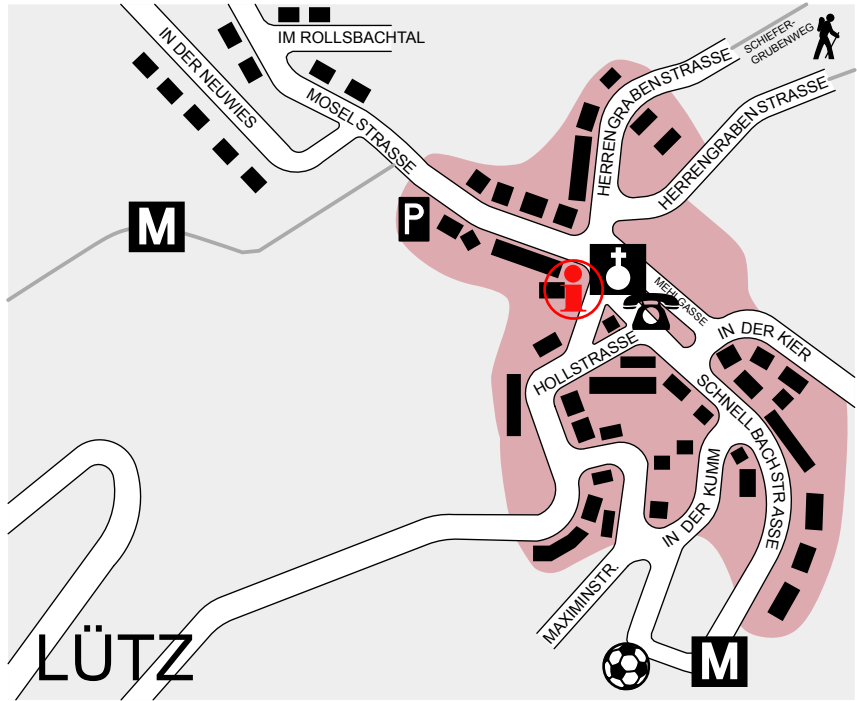 IN DER NEUWIES
IM ROLLSBACHTAL
MOSELSTRASSE
SCHIEFER-
GRUBENWEG
HERRENGRABENSTRASSE
HERRENGRABENSTRASSE
M
P
i
MEHLGASSE
IN DER KIER
HOLLSTRASSE
SCHNELLBACHSTRASSE
IN DER KUMM
MAXIMINSTR.
LÜTZ
M